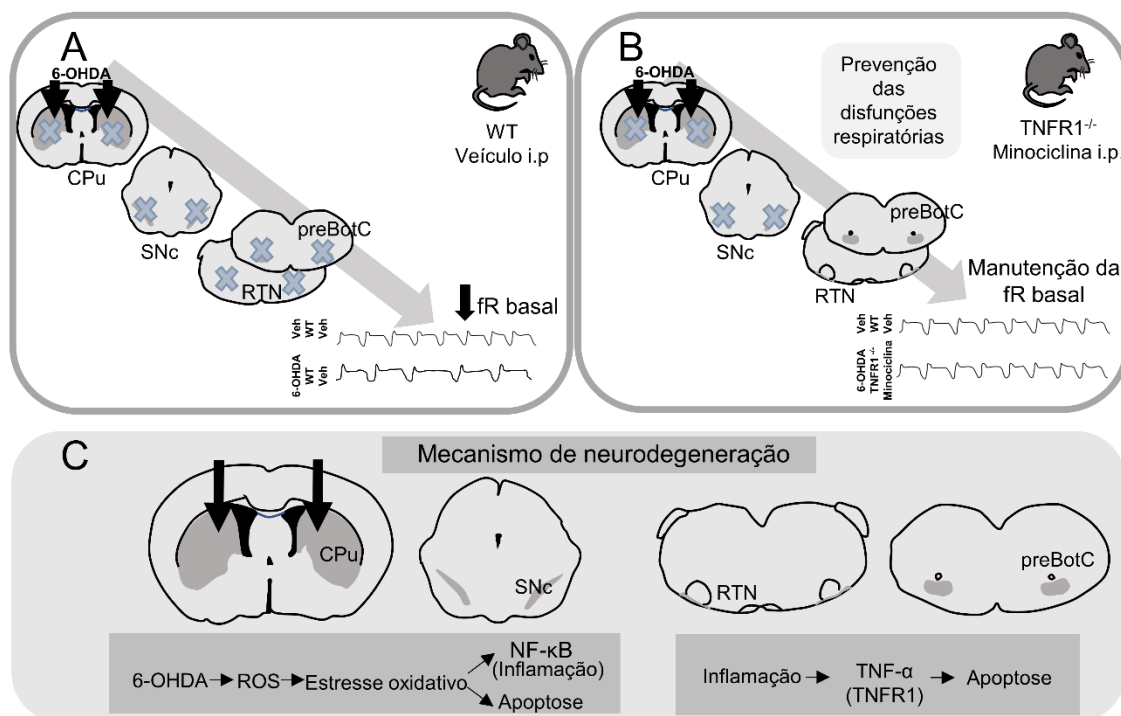 A
6-OHDA
CPu
SNc
preBotC
RTN
WT
Veículo i.p
fR basal
Veh
WT
Veh
6-OHDA
WT
Veh
B
6-OHDA
CPu
SNc
preBotC
RTN
Prevenção
das
disfunções
respiratórias
TNFR1-/-
Minociclina i.p.
Manutenção da
fR basal
Veh
WT
Veh
6-OHDA
TNFR1-/-
Minociclina
C
Mecanismo de neurodegeneração
CPu
SNc
RTN
preBotC
6-OHDA
ROS
Estresse oxidativo
NF-κB
(Inflamação)
Apoptose
Inflamação
TNF-α
(TNFR1)
Apoptose